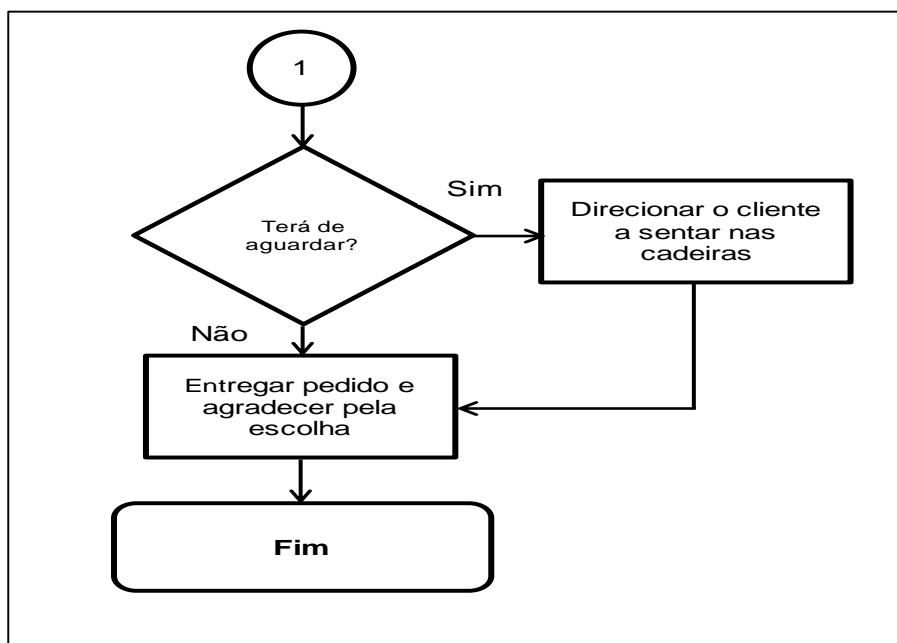 1
Sim
Terá de
aguardar?
Direcionar o cliente
a sentar nas
cadeiras
Não
Entregar pedido e
agradecer pela
escolha
Fim